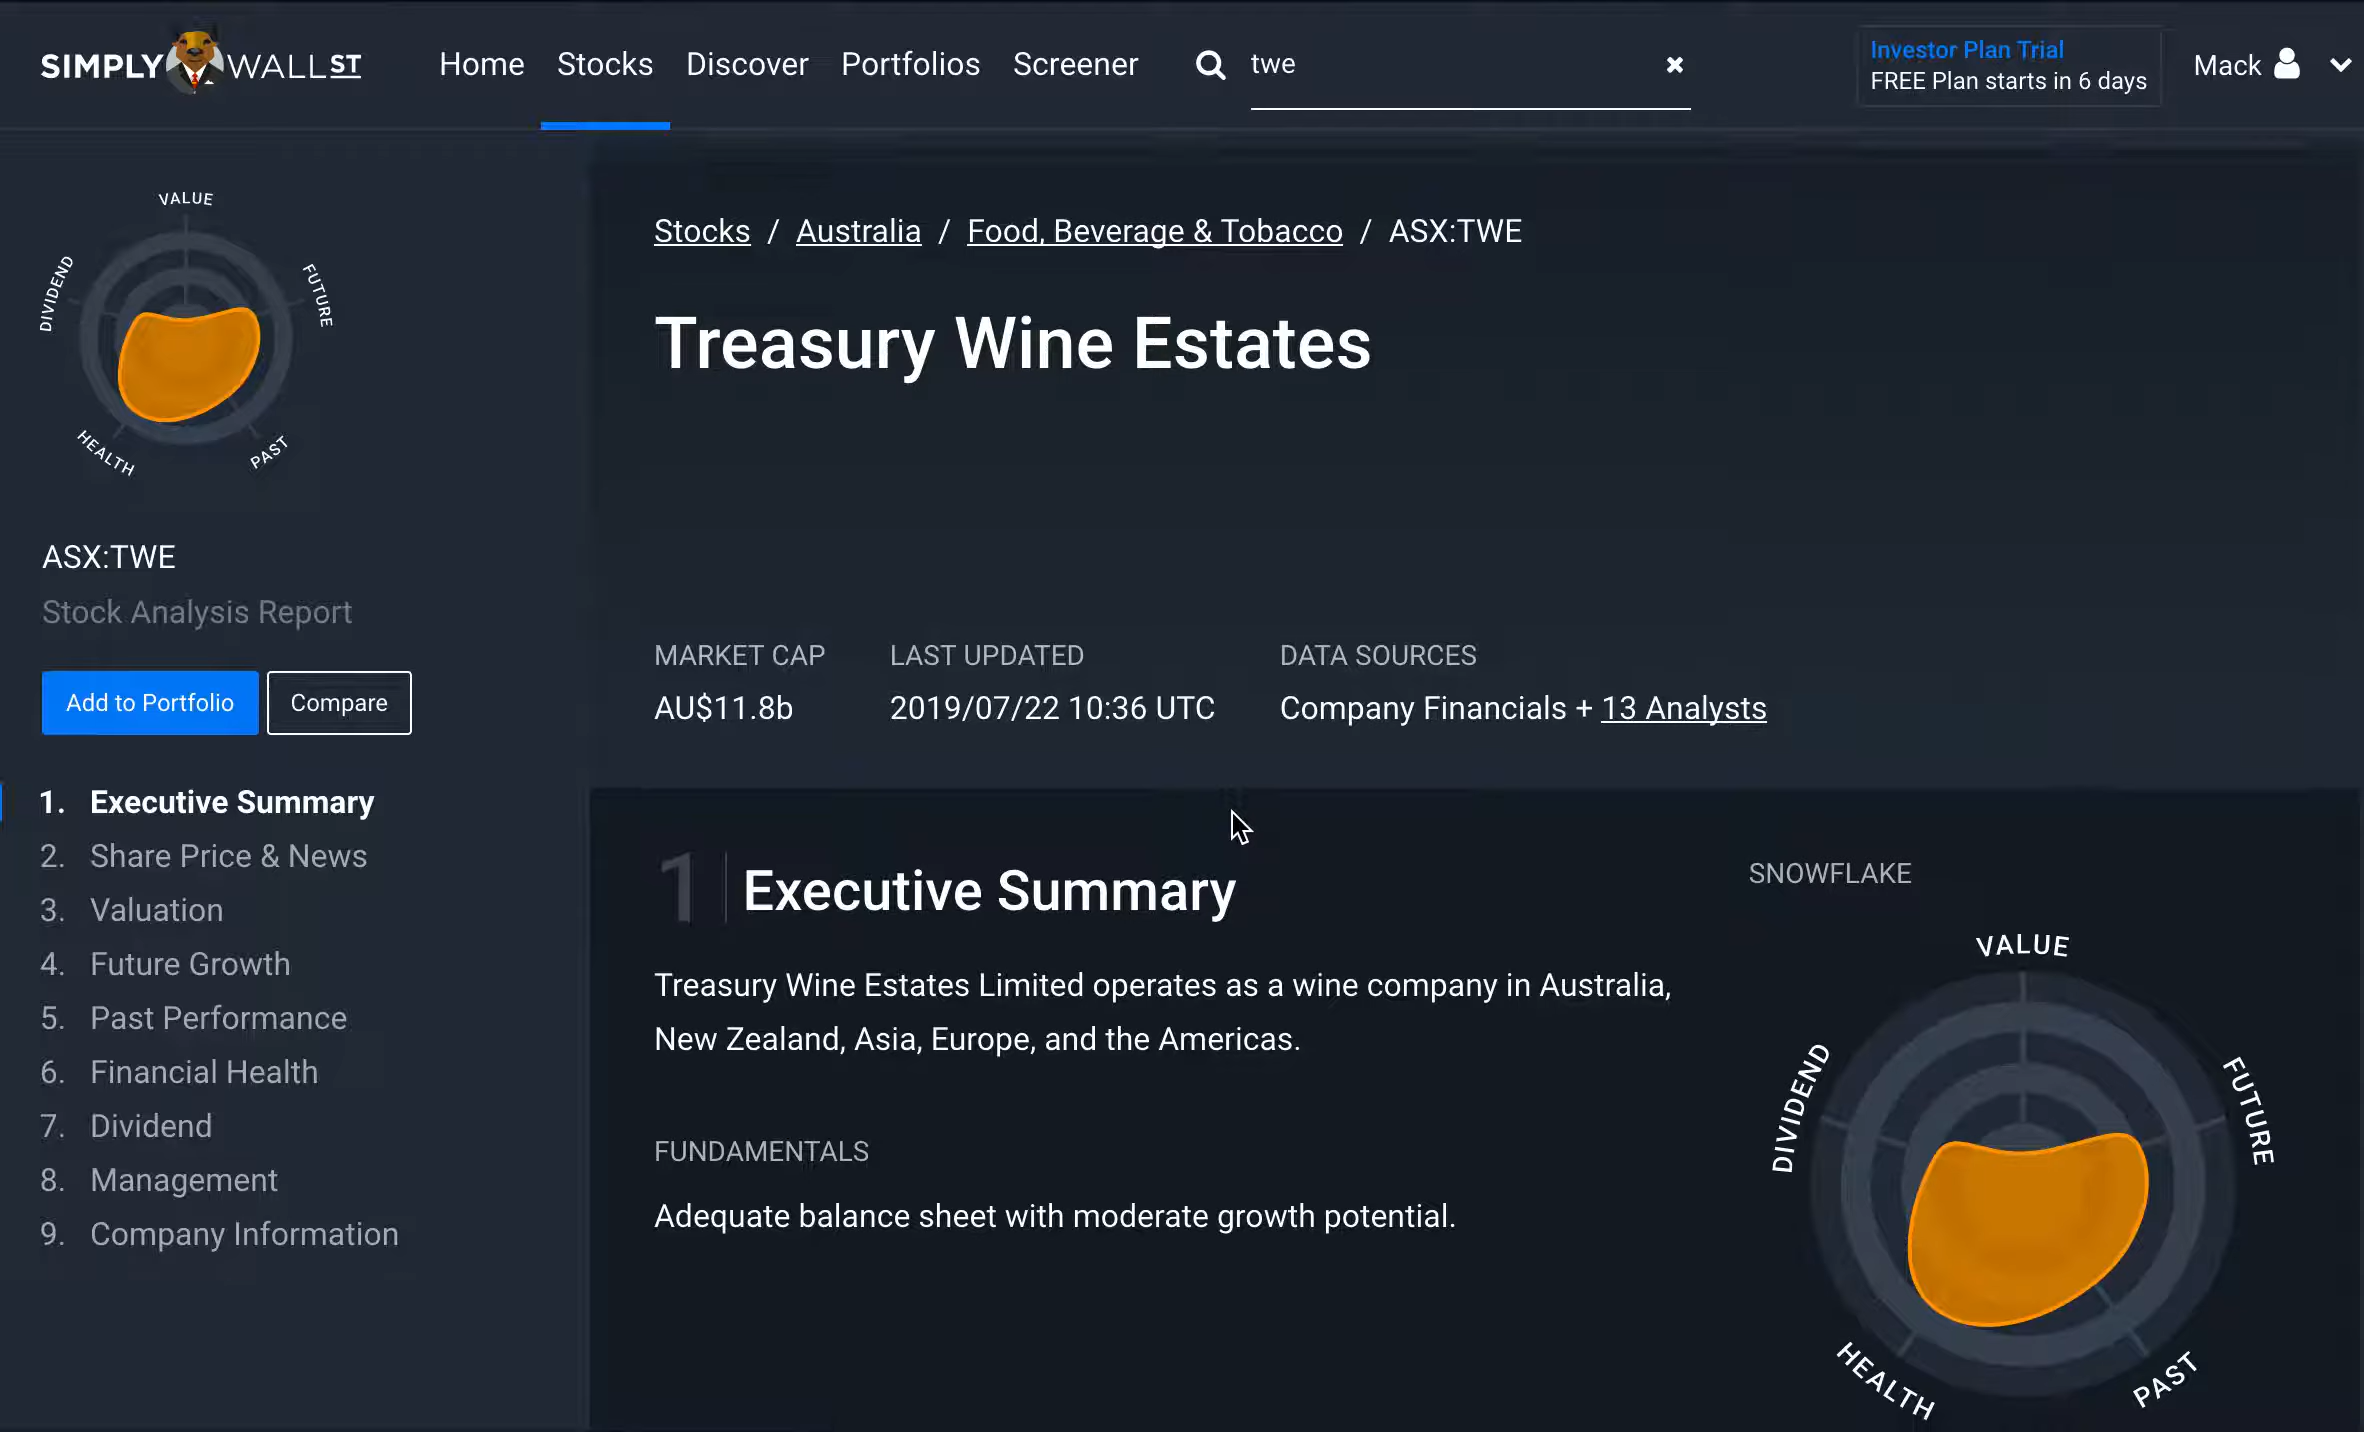 SIMPLY WALLST
Home
Stocks
Discover
Portfolios
Screener
twe
Investor Plan Trial
FREE Plan starts in 6 days
Mack
VALUE
FUTURE
PAST
HEALTH
DIVIDEND
ASX:TWE
Stock Analysis Report
Add to Portfolio
Compare
1. Executive Summary
2. Share Price & News
3. Valuation
4. Future Growth
5. Past Performance
6. Financial Health
7. Dividend
8. Management
9. Company Information
Stocks / Australia / Food, Beverage & Tobacco / ASX:TWE
Treasury Wine Estates
MARKET CAP
AU$11.8b
LAST UPDATED
2019/07/22 10:36 UTC
DATA SOURCES
Company Financials + 13 Analysts
1 Executive Summary
Treasury Wine Estates Limited operates as a wine company in Australia,
New Zealand, Asia, Europe, and the Americas.
FUNDAMENTALS
Adequate balance sheet with moderate growth potential.
SNOWFLAKE
VALUE
FUTURE
PAST
HEALTH
DIVIDEND